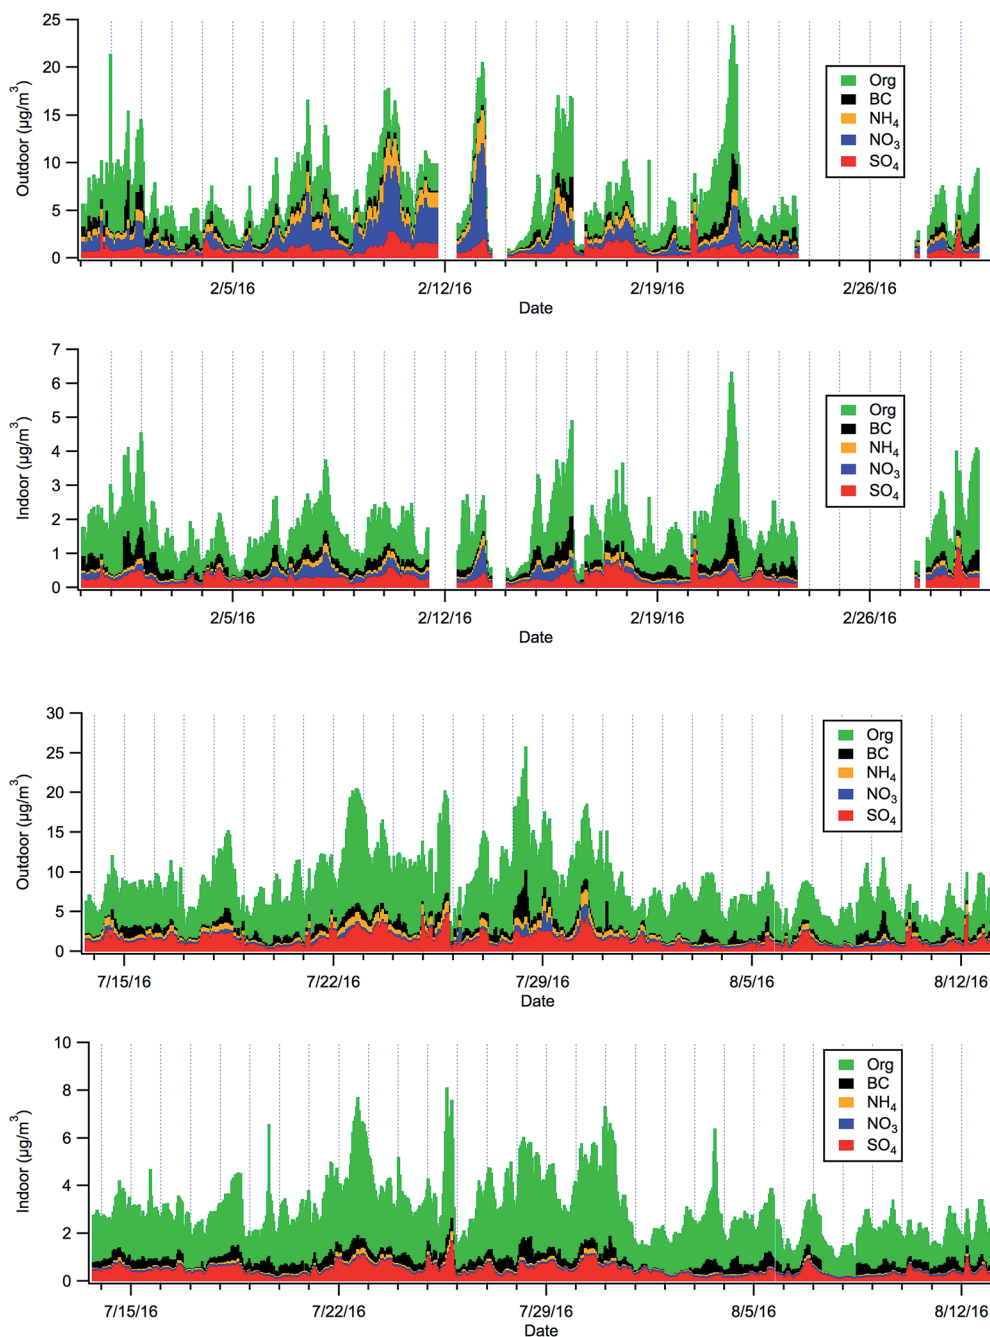 25
20
15
10
5
0
Outdoor (µg/m³)
Org
BC
NH₄
NO₃
SO₄
2/5/16 2/12/16 2/19/16 2/26/16
Date
7
6
5
4
3
2
1
0
Indoor (µg/m³)
Org
BC
NH₄
NO₃
SO₄
2/5/16 2/12/16 2/19/16 2/26/16
Date
30
25
20
15
10
5
0
Outdoor (µg/m³)
Org
BC
NH₄
NO₃
SO₄
7/15/16 7/22/16 7/29/16 8/5/16 8/12/16
Date
10
8
6
4
2
0
Indoor (µg/m³)
Org
BC
NH₄
NO₃
SO₄
7/15/16 7/22/16 7/29/16 8/5/16 8/12/16
Date